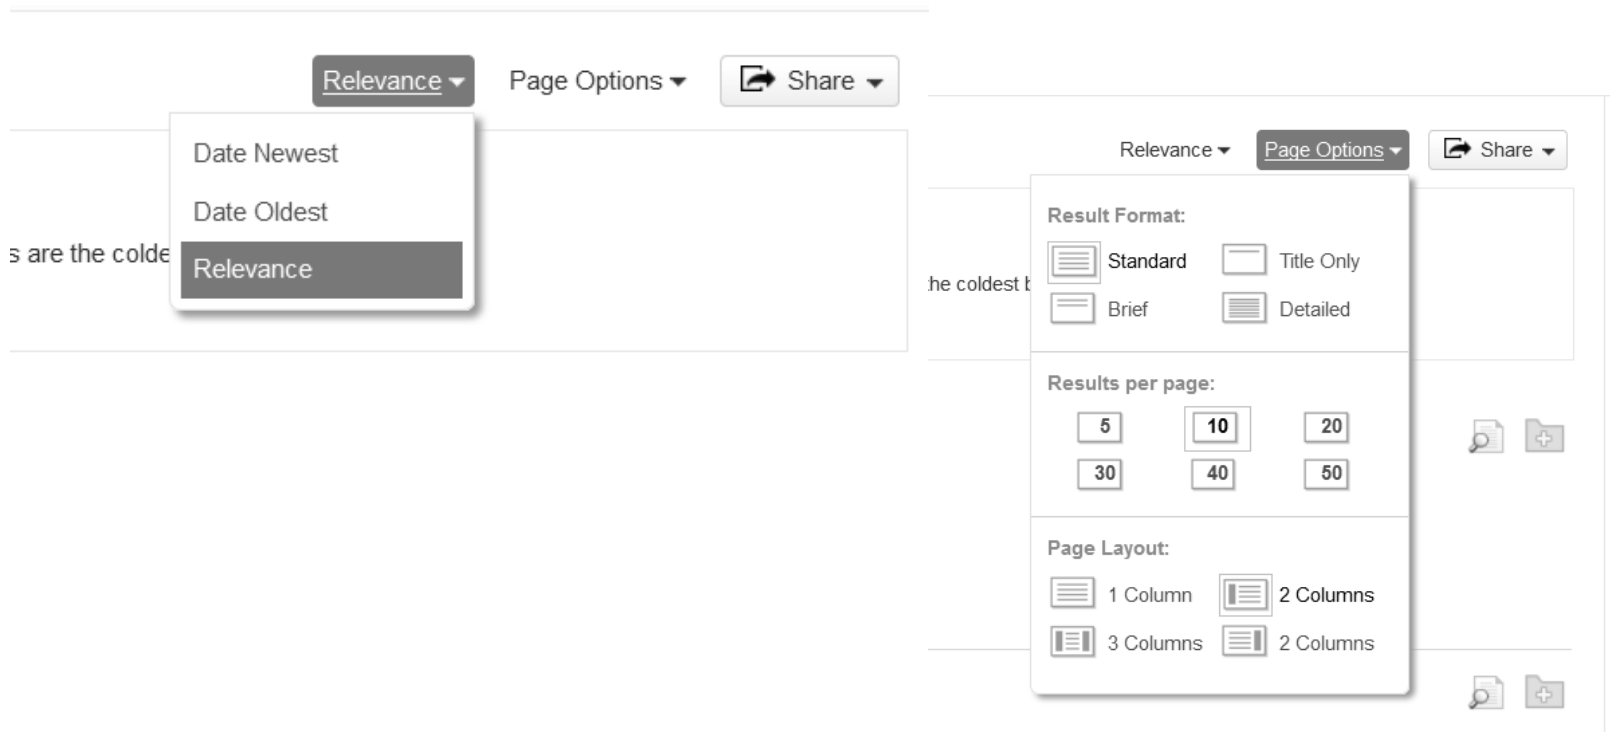 Relevance Page Options Share
Date Newest
Date Oldest
s are the colde
Relevance
Relevance Page Options Share
Result Format:
Standard Title Only
the coldest b
Brief Detailed
Results per page:
5 10 20
30 40 50
Page Layout:
1 Column 2 Columns
3 Columns 2 Columns